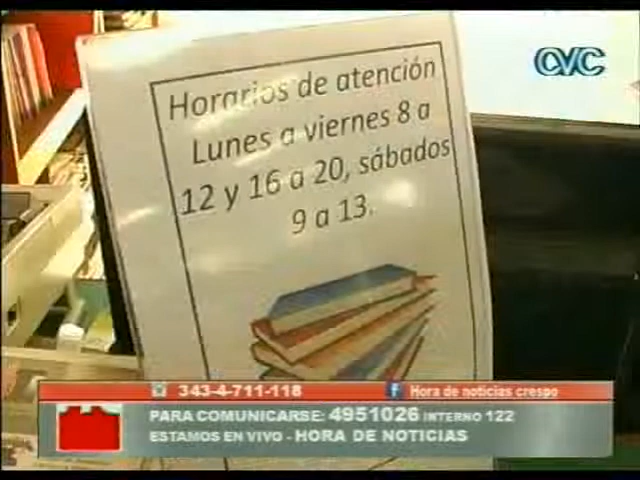 Horarios de atención
Lunes a viernes 8 a
12 y 16 a 20, sábados
9 a 13.
CVC
343-4-711-118
f Hora de noticias crespo
PARA COMUNICARSE: 4951026 INTERNO 122
ESTAMOS EN VIVO - HORA DE NOTICIAS